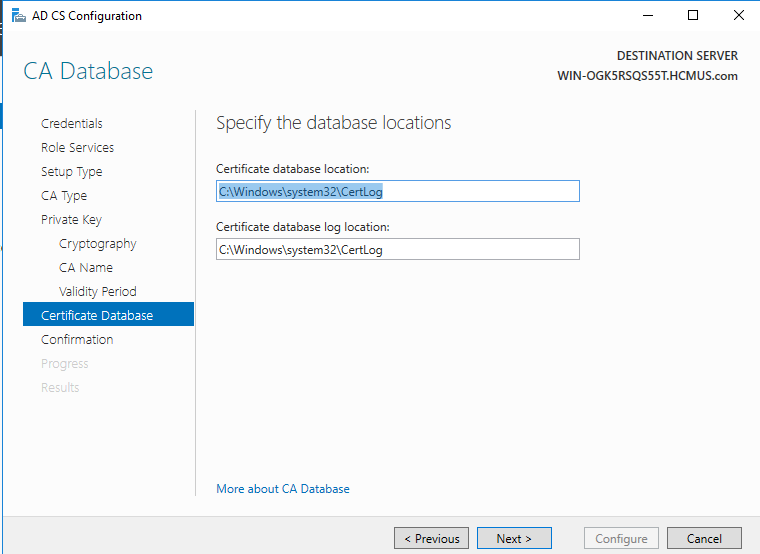 AD CS Configuration
CA Database
DESTINATION SERVER
WIN-OGK5RSQS55T.HCMUS.com
Credentials
Role Services
Setup Type
CA Type
Private Key
Cryptography
CA Name
Validity Period
Certificate Database
Confirmation
Progress
Results
Specify the database locations
Certificate database location:
C:\Windows\system32\CertLog
Certificate database log location:
C:\Windows\system32\CertLog
More about CA Database
< Previous
Next >
Configure
Cancel